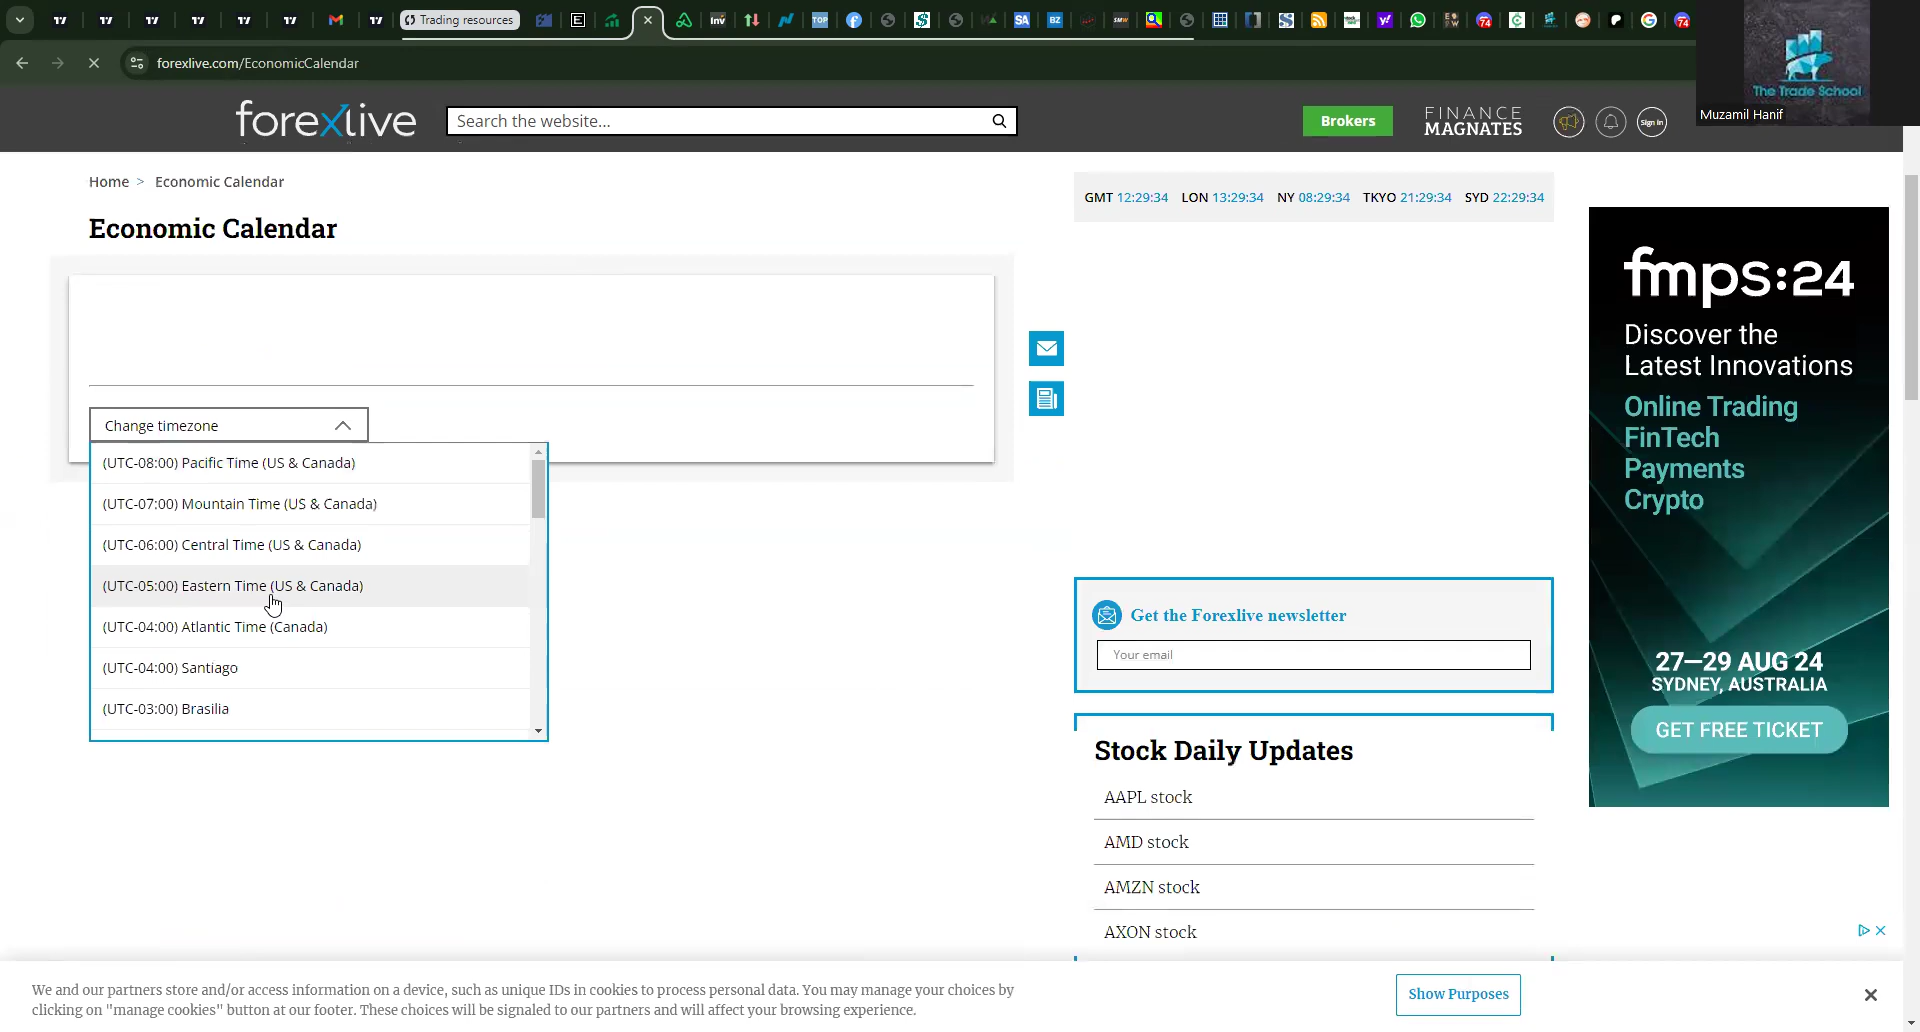 Trading resources
forexlive.com/EconomicCalendar
The Trade School
Muzamil Hanif
forexlive
Search the website...
Brokers
FINANCE
MAGNATES
Sign in
Home > Economic Calendar
GMT 12:29:34 LON 13:29:34 NY 08:29:34 TKYO 21:29:34 SYD 22:29:34
Economic Calendar
Change timezone
(UTC-08:00) Pacific Time (US & Canada)
(UTC-07:00) Mountain Time (US & Canada)
(UTC-06:00) Central Time (US & Canada)
(UTC-05:00) Eastern Time (US & Canada)
(UTC-04:00) Atlantic Time (Canada)
(UTC-04:00) Santiago
(UTC-03:00) Brasilia
Get the Forexlive newsletter
Your email
Stock Daily Updates
AAPL stock
AMD stock
AMZN stock
AXON stock
fmps:24
Discover the
Latest Innovations
Online Trading
FinTech
Payments
Crypto
27—29 AUG 24
SYDNEY, AUSTRALIA
GET FREE TICKET
We and our partners store and/or access information on a device, such as unique IDs in cookies to process personal data. You may manage your choices by
clicking on "manage cookies" button at our footer. These choices will be signaled to our partners and will affect your browsing experience.
Show Purposes